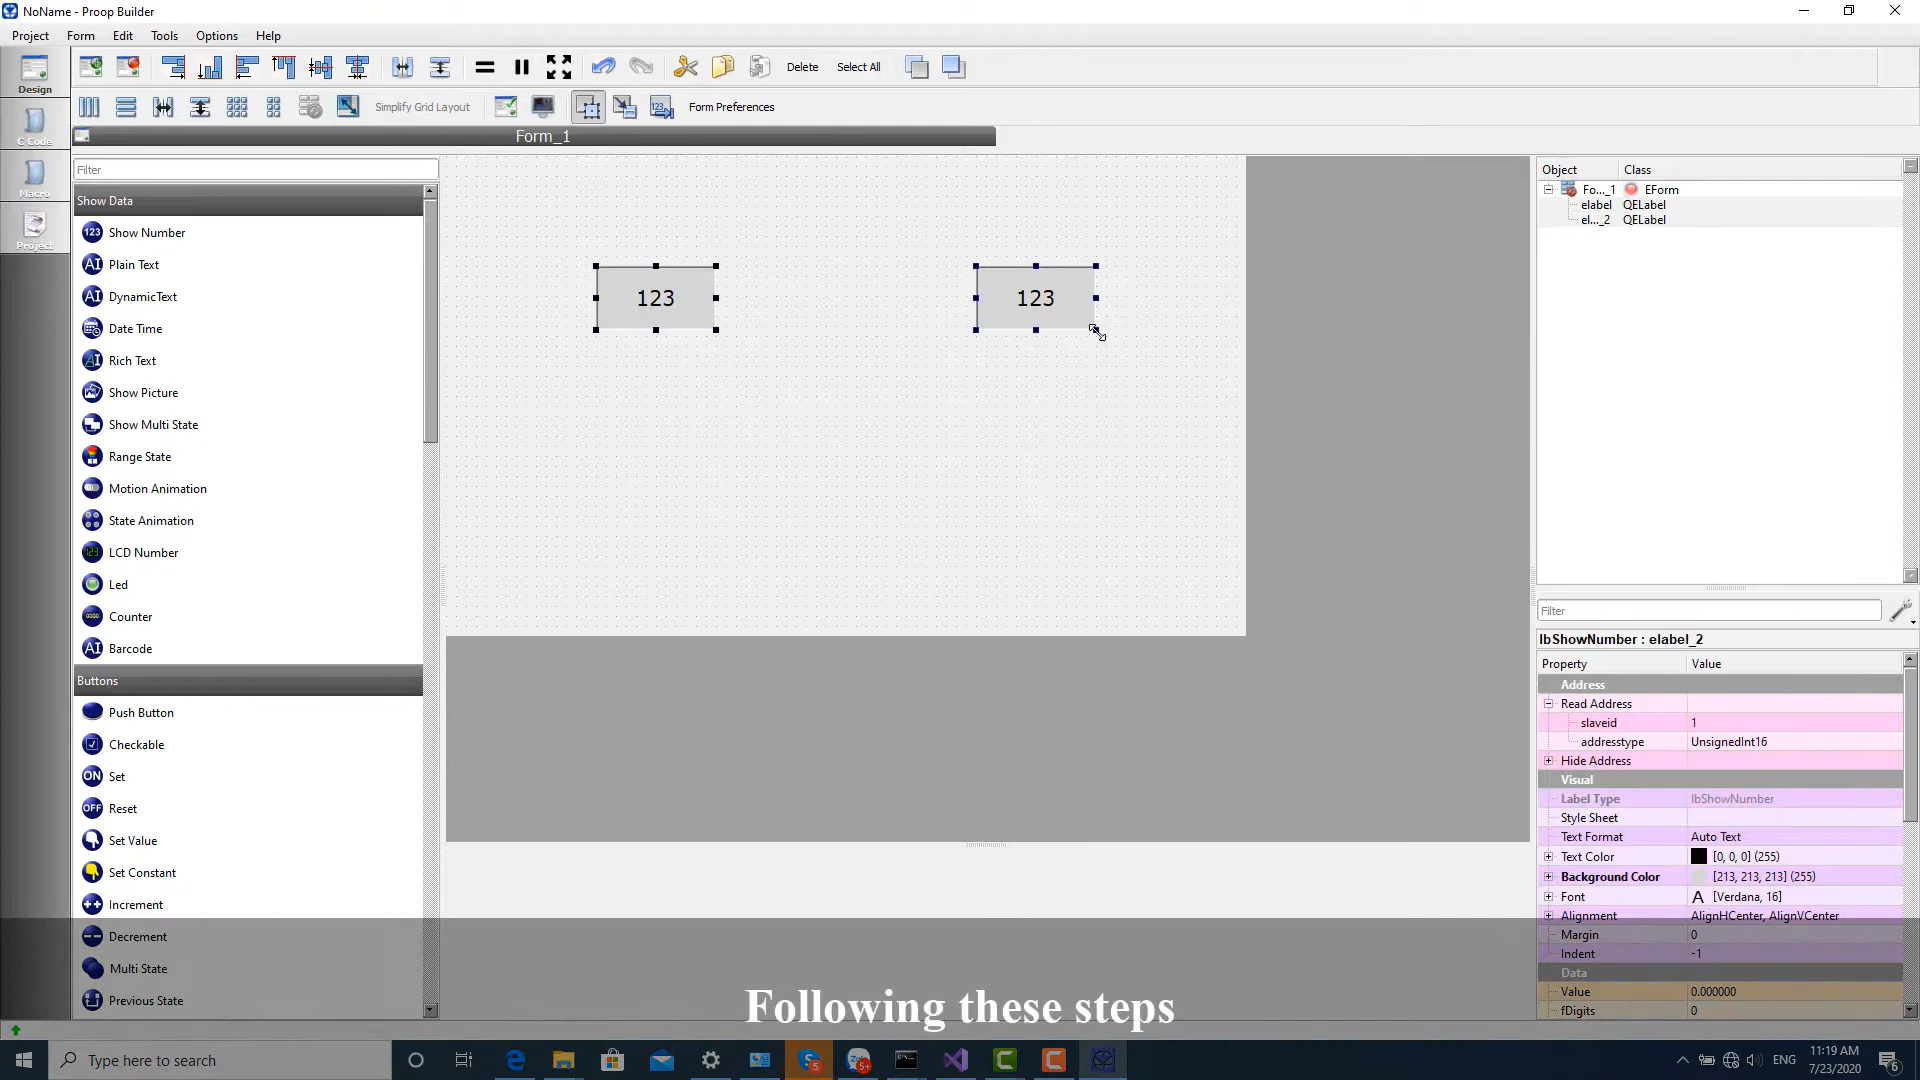 NoName - Proop Builder
Project Form Edit Tools Options Help
Design
Delete Select All
C Code
Simplify Grid Layout
Form Preferences
Form_1
Macro
Project
Filter
Show Data
Show Number
Plain Text
DynamicText
Date Time
Rich Text
Show Picture
Show Multi State
Range State
Motion Animation
State Animation
LCD Number
Led
Counter
Barcode
Buttons
Push Button
Checkable
Set
Reset
Set Value
Set Constant
Increment
Decrement
Multi State
Previous State
123 123
Object Class
Fo..._1 EForm
elabel QELabel
el..._2 QELabel
Filter
lbShowNumber : elabel_2
Property Value
Address
Read Address
slaveid 1
addresstype UnsignedInt16
Hide Address
Visual
Label Type lbShowNumber
Style Sheet
Text Format Auto Text
Text Color [0, 0, 0] (255)
Background Color [213, 213, 213] (255)
Font A [Verdana, 16]
Alignment AlignHCenter, AlignVCenter
Margin 0
Indent -1
Data
Value 0.000000
fDigits 0
Following these steps
Type here to search
ENG
11:19 AM
7/23/2020
6